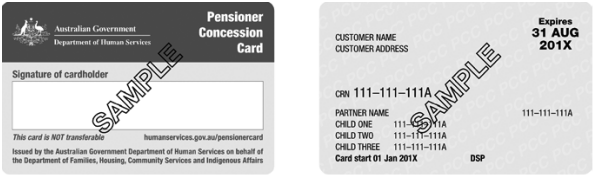 Australian Government
Department of Human Services
Pensioner
Concession
Card
Signature of cardholder
SAMPLE
This card is NOT transferable
humanservices.gov.au/pensionercard
Issued by the Australian Government Department of Human Services on behalf of
the Department of Families, Housing, Community Services and Indigenous Affairs
Expires
31 AUG
201X
CUSTOMER NAME
CUSTOMER ADDRESS
SAMPLE
CRN 111–111–111A
PARTNER NAME 111–111–111A
CHILD ONE 111–111–111A
CHILD TWO 111–111–111A
CHILD THREE 111–111–111A
Card start 01 Jan 201X DSP